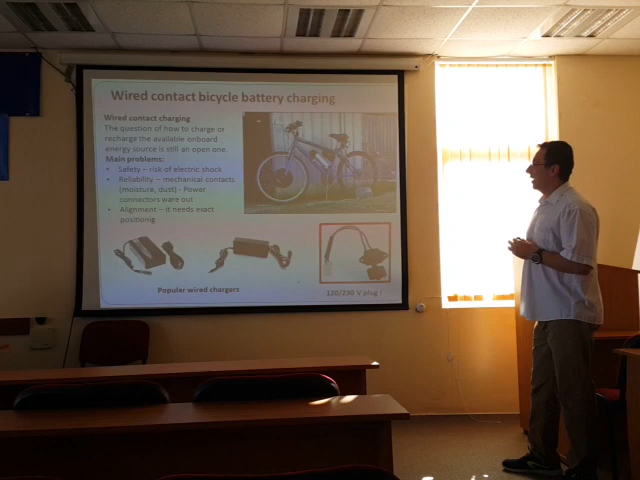 Wired contact bicycle battery charging
Wired contact charging
The question of how to charge or
recharge the available onboard
energy source is still an open one.
Main problems:
• Safety – risk of electric shock
• Reliability – mechanical contacts
(moisture, dust) - Power
connectors ware out
• Alignment – it needs exact
positionig
Popular wired chargers
120/230 V plug !